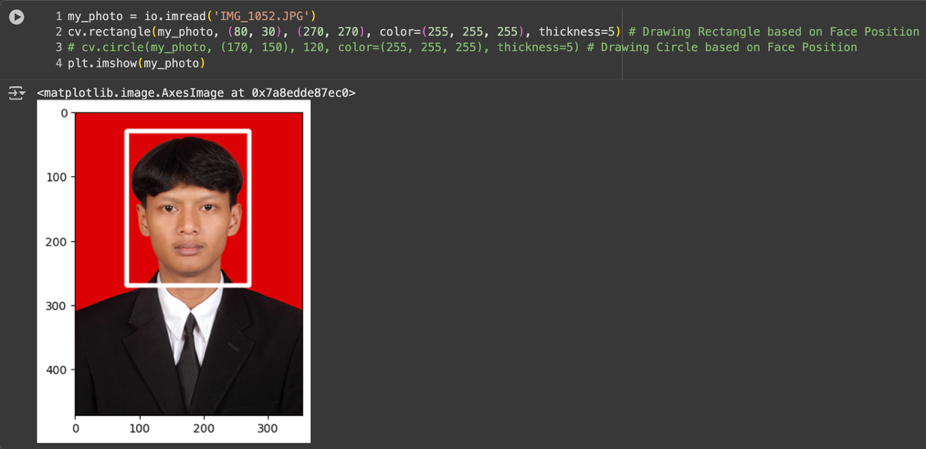 1 my_photo = io.imread('IMG_1052.JPG')
2 cv.rectangle(my_photo, (80, 30), (270, 270), color=(255, 255, 255), thickness=5) # Drawing Rectangle based on Face Position
3 # cv.circle(my_photo, (170, 150), 120, color=(255, 255, 255), thickness=5) # Drawing Circle based on Face Position
4 plt.imshow(my_photo)
<matplotlib.image.AxesImage at 0x7a8edde87ec0>
0
100
200
300
400
0 100 200 300